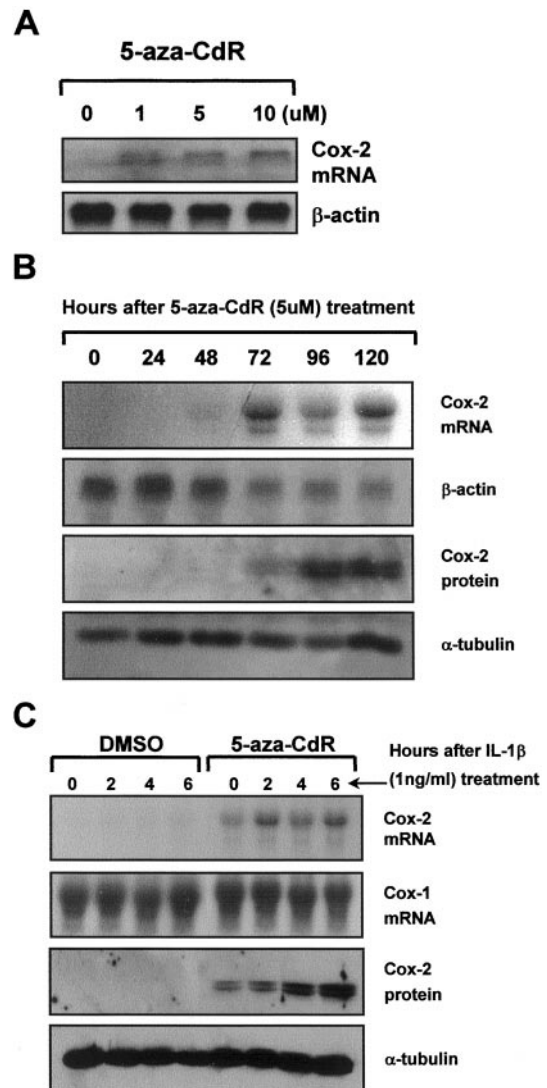 A
5-aza-CdR
0 1 5 10 (uM)
Cox-2
mRNA
β-actin
B
Hours after 5-aza-CdR (5uM) treatment
0 24 48 72 96 120
Cox-2
mRNA
β-actin
Cox-2
protein
α-tubulin
C
DMSO 5-aza-CdR Hours after IL-1β
0 2 4 6 0 2 4 6 (1ng/ml) treatment
Cox-2
mRNA
Cox-1
mRNA
Cox-2
protein
α-tubulin